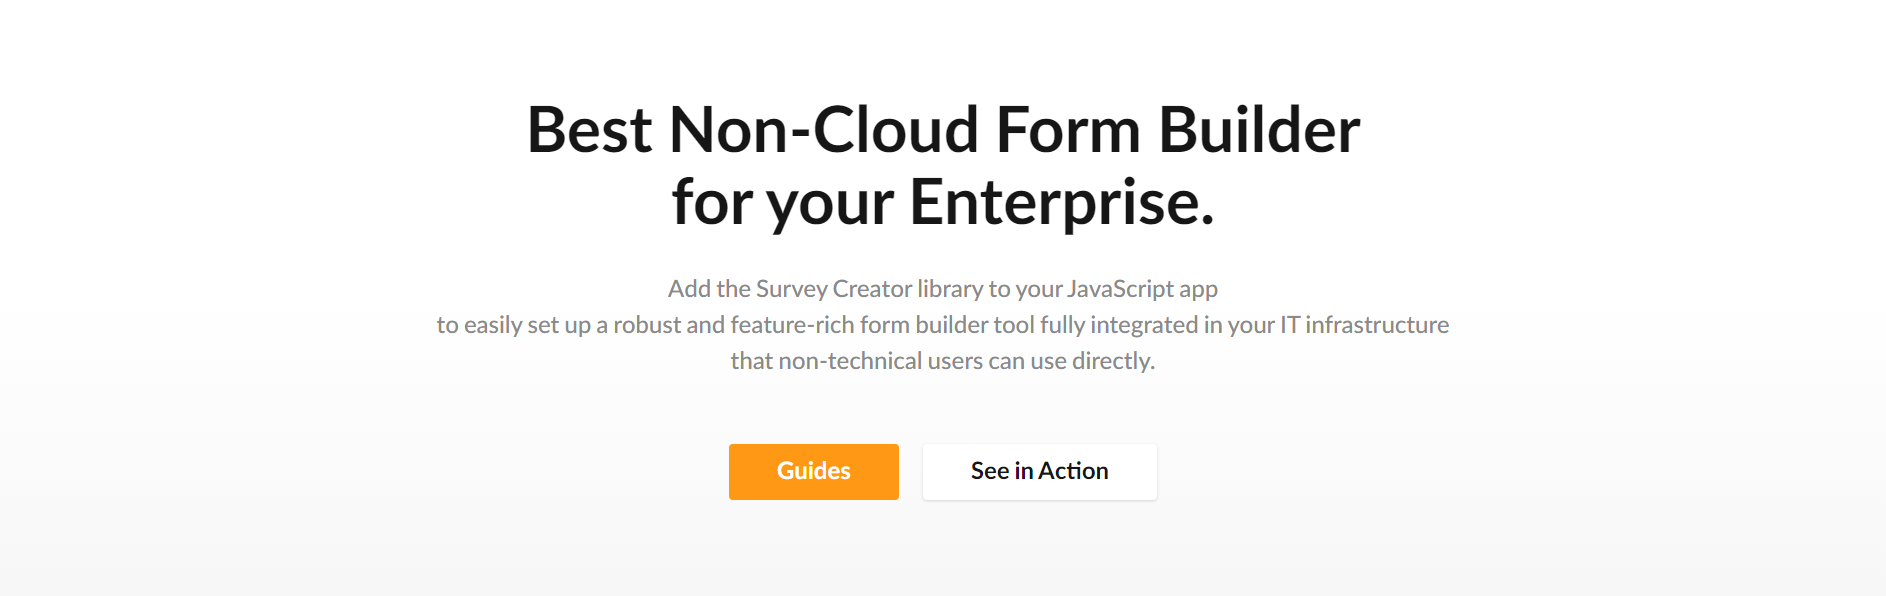 Best Non-Cloud Form Builder
for your Enterprise.
Add the Survey Creator library to your JavaScript app
to easily set up a robust and feature-rich form builder tool fully integrated in your IT infrastructure
that non-technical users can use directly.
Guides
See in Action